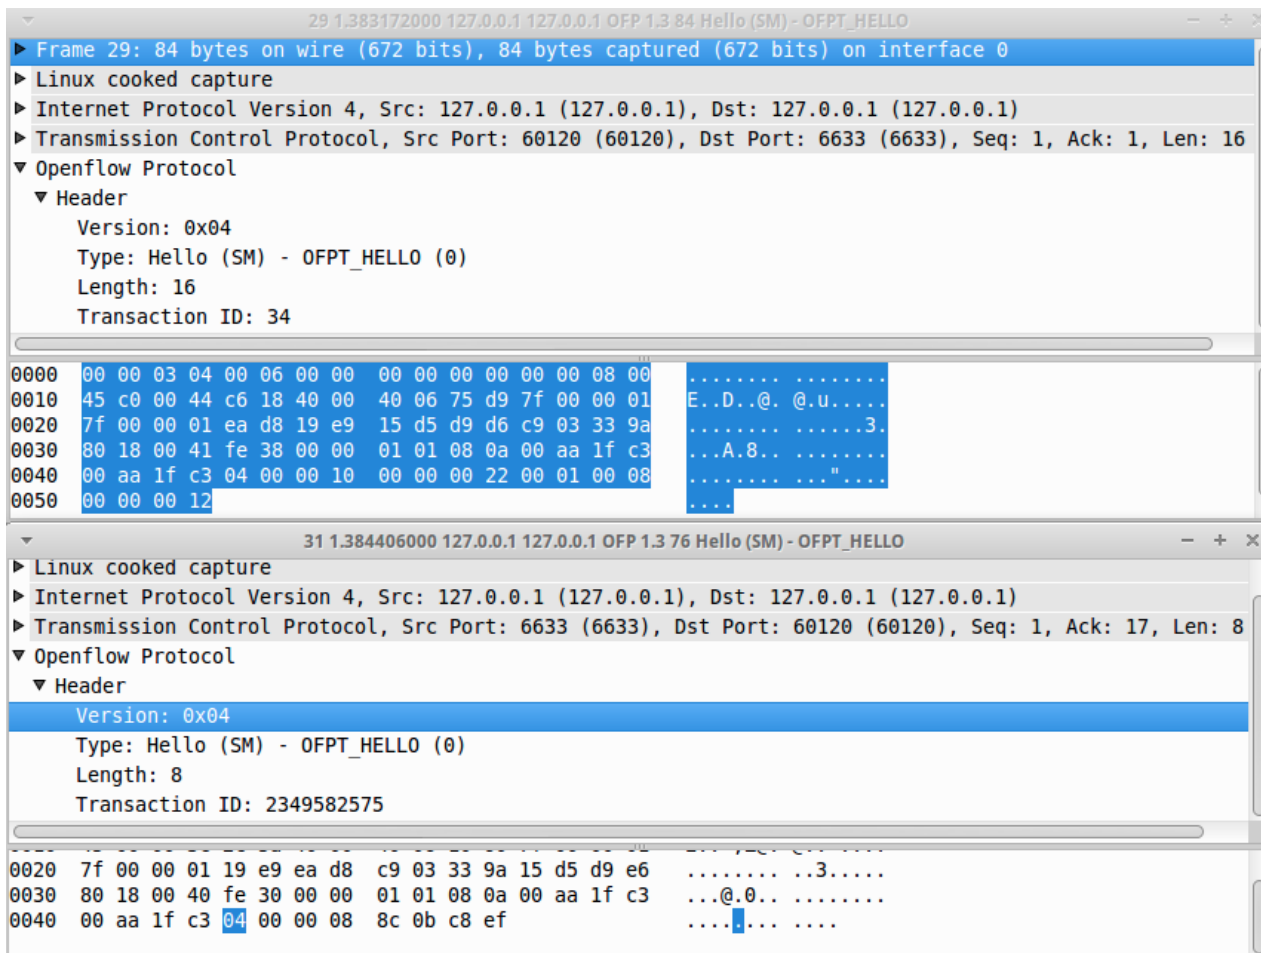 29 1.383172000 127.0.0.1 127.0.0.1 OFP 1.3 84 Hello (SM) - OFPT_HELLO
Frame 29: 84 bytes on wire (672 bits), 84 bytes captured (672 bits) on interface 0
Linux cooked capture
Internet Protocol Version 4, Src: 127.0.0.1 (127.0.0.1), Dst: 127.0.0.1 (127.0.0.1)
Transmission Control Protocol, Src Port: 60120 (60120), Dst Port: 6633 (6633), Seq: 1, Ack: 1, Len: 16
Openflow Protocol
Header
Version: 0x04
Type: Hello (SM) - OFPT_HELLO (0)
Length: 16
Transaction ID: 34
0000 00 00 03 04 00 06 00 00 00 00 00 00 00 00 08 00 ........ ........
0010 45 c0 00 44 c6 18 40 00 40 06 75 d9 7f 00 00 01 E..D..@. @.u.....
0020 7f 00 00 01 ea d8 19 e9 15 d5 d9 d6 c9 03 33 9a ........ ......3.
0030 80 18 00 41 fe 38 00 00 01 01 08 0a 00 aa 1f c3 ...A.8.. ........
0040 00 aa 1f c3 04 00 00 10 00 00 00 22 00 01 00 08 ........ ..."....
0050 00 00 00 12 ....
31 1.384406000 127.0.0.1 127.0.0.1 OFP 1.3 76 Hello (SM) - OFPT_HELLO
Linux cooked capture
Internet Protocol Version 4, Src: 127.0.0.1 (127.0.0.1), Dst: 127.0.0.1 (127.0.0.1)
Transmission Control Protocol, Src Port: 6633 (6633), Dst Port: 60120 (60120), Seq: 1, Ack: 17, Len: 8
Openflow Protocol
Header
Version: 0x04
Type: Hello (SM) - OFPT_HELLO (0)
Length: 8
Transaction ID: 2349582575
0020 7f 00 00 01 19 e9 ea d8 c9 03 33 9a 15 d5 d9 e6 ........ ..3.....
0030 80 18 00 40 fe 30 00 00 01 01 08 0a 00 aa 1f c3 ...@.0.. ........
0040 00 aa 1f c3 04 00 00 08 8c 0b c8 ef ........ ....